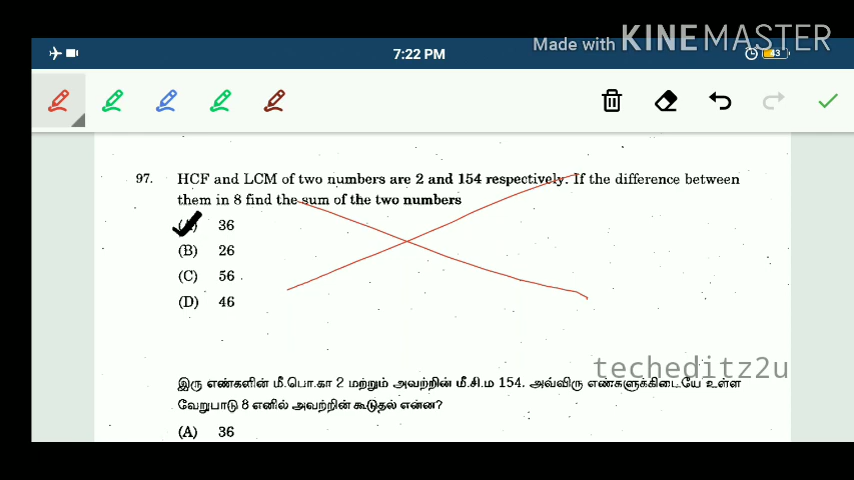 Made with KINEMASTER
7:22 PM
43
97. HCF and LCM of two numbers are 2 and 154 respectively. If the difference between
them in 8 find the sum of the two numbers
(A) 36
(B) 26
(C) 56
(D) 46
techeditz2u
இரு எண்களின் மீ.பொ.கா 2 மற்றும் அவற்றின் மீ.சி.ம 154. அவ்விரு எண்களுக்கிடையே உள்ள
வேறுபாடு 8 எனில் அவற்றின் கூடுதல் என்ன?
(A) 36